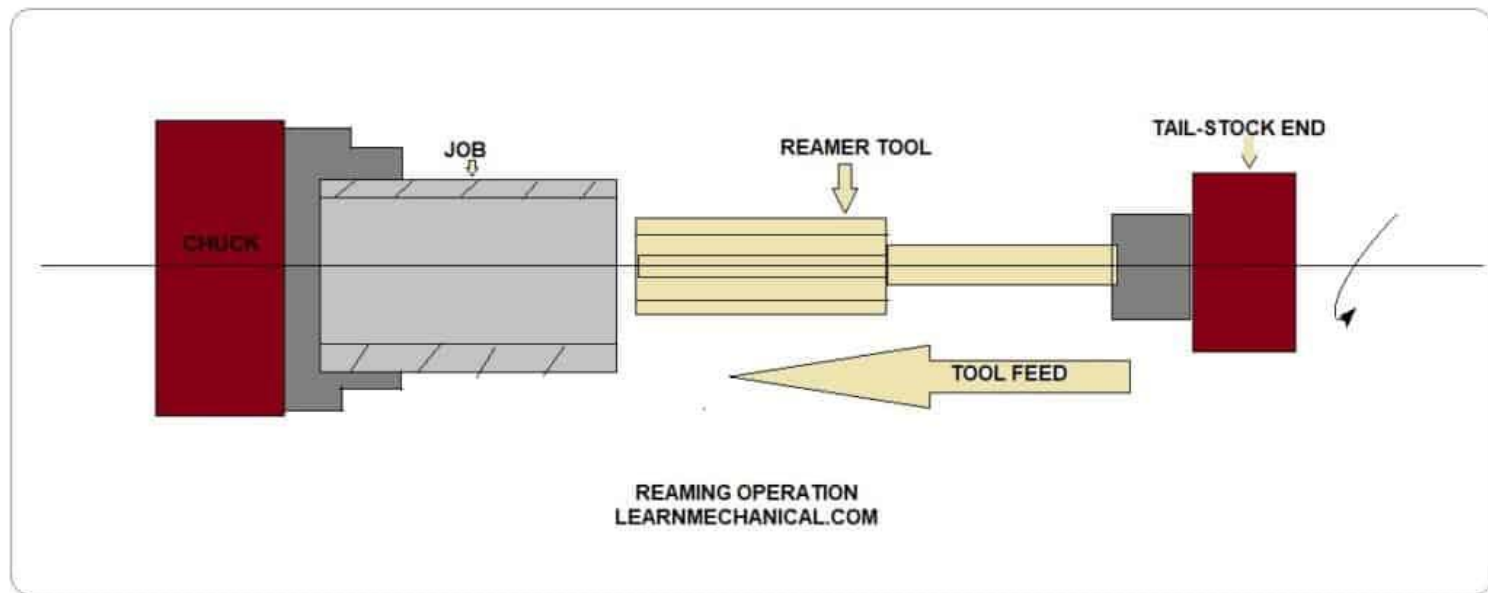 TAIL-STOCK END
JOB
REAMER TOOL
CHUCK
TOOL FEED
REAMING OPERATION
LEARNMECHANICAL.COM